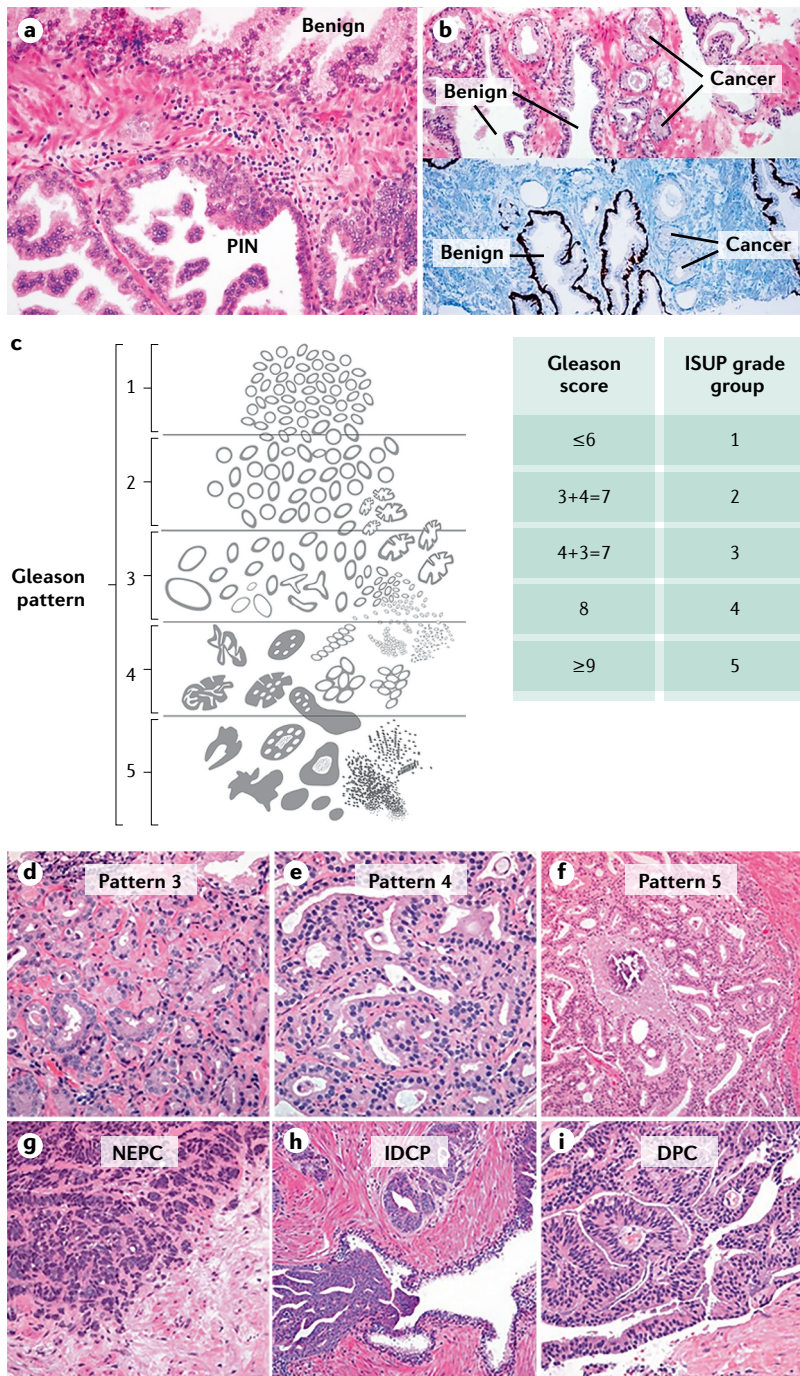 a
Benign
PIN
b
Benign
Cancer
Benign
Cancer
c
Gleason
pattern
1
2
3
4
5
Gleason
score
ISUP grade
group
≤6
1
3+4=7
2
4+3=7
3
8
4
≥9
5
d
Pattern 3
e
Pattern 4
f
Pattern 5
g
NEPC
h
IDCP
i
DPC